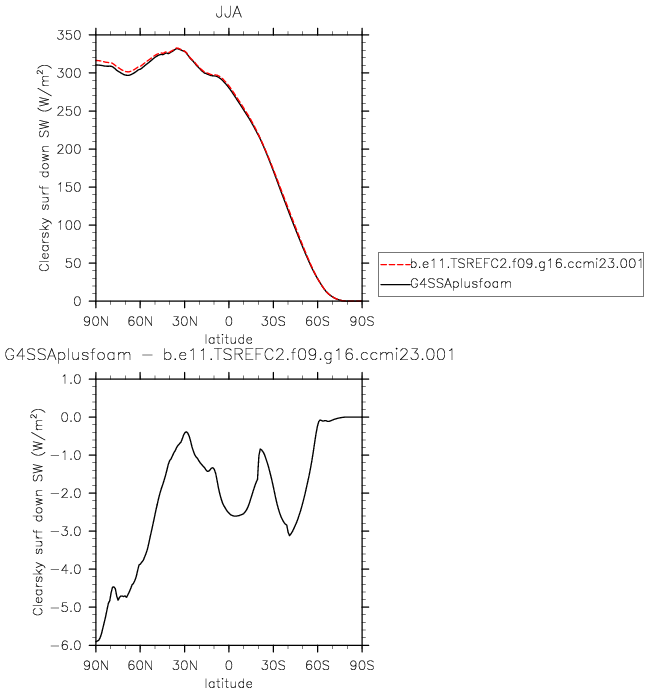 JJA
350
300
250
200
150
100
50
0
Clearsky surf down SW (W/m²)
90N 60N 30N 0 30S 60S 90S
latitude
b.e11.TSREFC2.f09.g16.ccmi23.001
G4SSAplusfoam
G4SSAplusfoam − b.e11.TSREFC2.f09.g16.ccmi23.001
1.0
0.0
−1.0
−2.0
−3.0
−4.0
−5.0
−6.0
Clearsky surf down SW (W/m²)
90N 60N 30N 0 30S 60S 90S
latitude